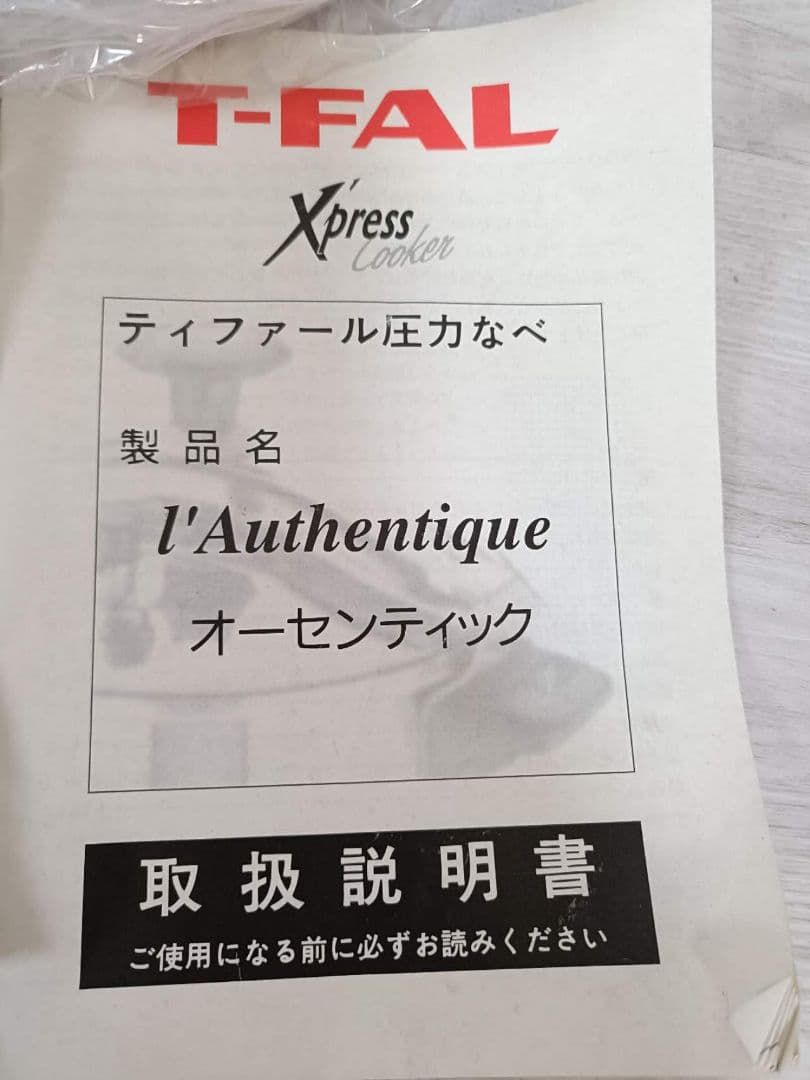 T-FAL
X'press
Cooker
ティファール圧力なべ
製品名
l'Authentique
オーセンティック
取扱説明書
ご使用になる前に必ずお読みください